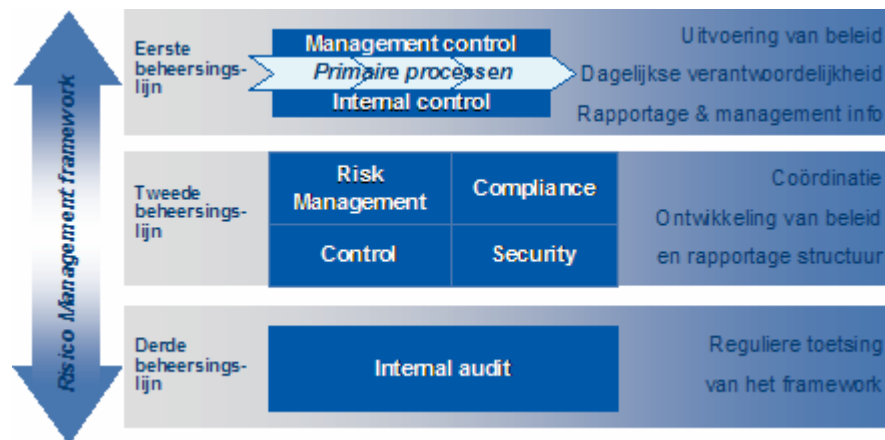 Risico Management framework
Eerste
beheersings-
lijn
Management control
Primaire processen
Internal control
Uitvoering van beleid
Dagelijkse verantwoordelijkheid
Rapportage & management info
Tweede
beheersings-
lijn
Risk
Management
Compliance
Control
Security
Coördinatie
Ontwikkeling van beleid
en rapportage structuur
Derde
beheersings-
lijn
Internal audit
Reguliere toetsing
van het framework